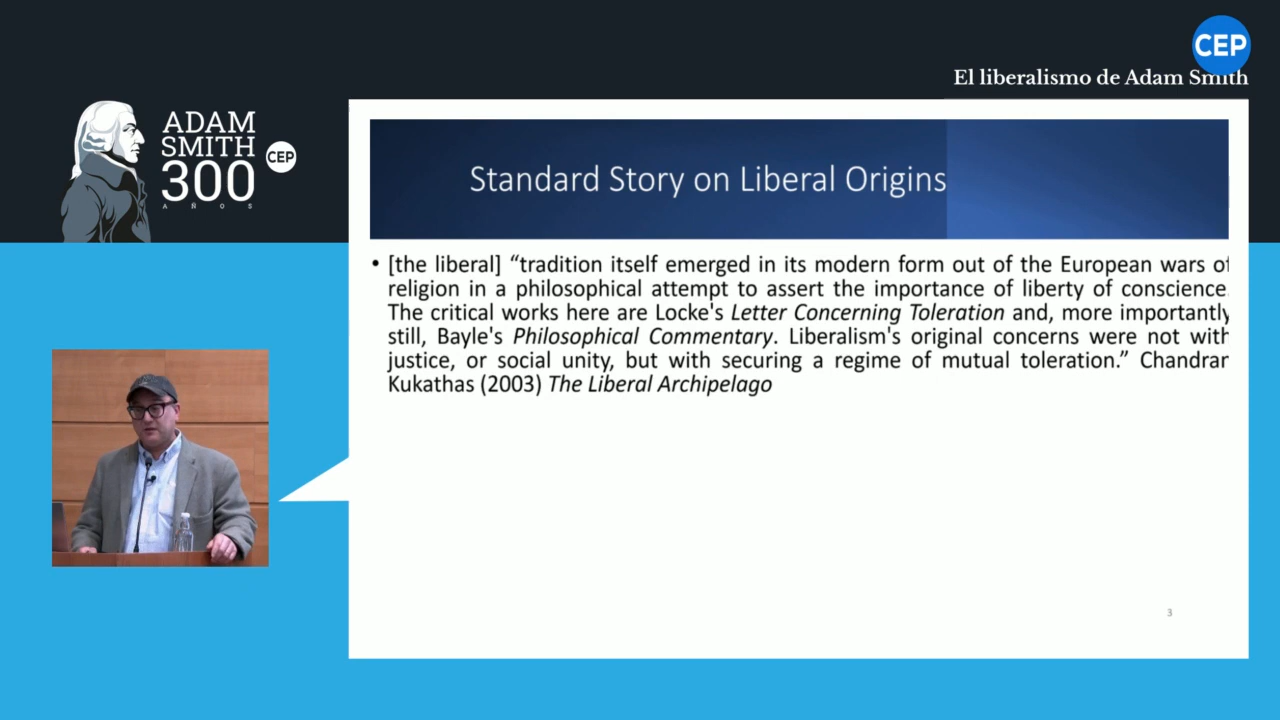 CEP
El liberalismo de Adam Smith
ADAM
SMITH
300
CEP
A Ñ O S
Standard Story on Liberal Origins
• [the liberal] “tradition itself emerged in its modern form out of the European wars of
religion in a philosophical attempt to assert the importance of liberty of conscience.
The critical works here are Locke's Letter Concerning Toleration and, more importantly
still, Bayle's Philosophical Commentary. Liberalism's original concerns were not with
justice, or social unity, but with securing a regime of mutual toleration.” Chandran
Kukathas (2003) The Liberal Archipelago
3